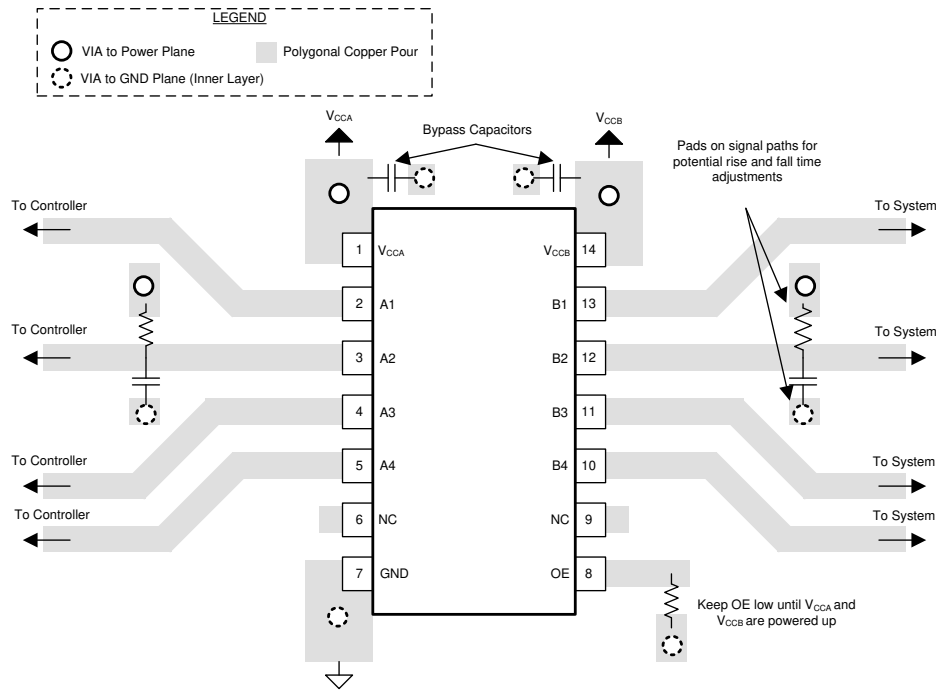 LEGEND
VIA to Power Plane
Polygonal Copper Pour
VIA to GND Plane (Inner Layer)
VCCA
Bypass Capacitors
VCCB
Pads on signal paths for
potential rise and fall time
adjustments
To Controller
To System
1 VCCA
VCCB 14
2 A1
B1 13
To Controller
To System
3 A2
B2 12
4 A3
B3 11
To Controller
To System
5 A4
B4 10
To Controller
To System
6 NC
NC 9
7 GND
OE 8
Keep OE low until VCCA and
VCCB are powered up